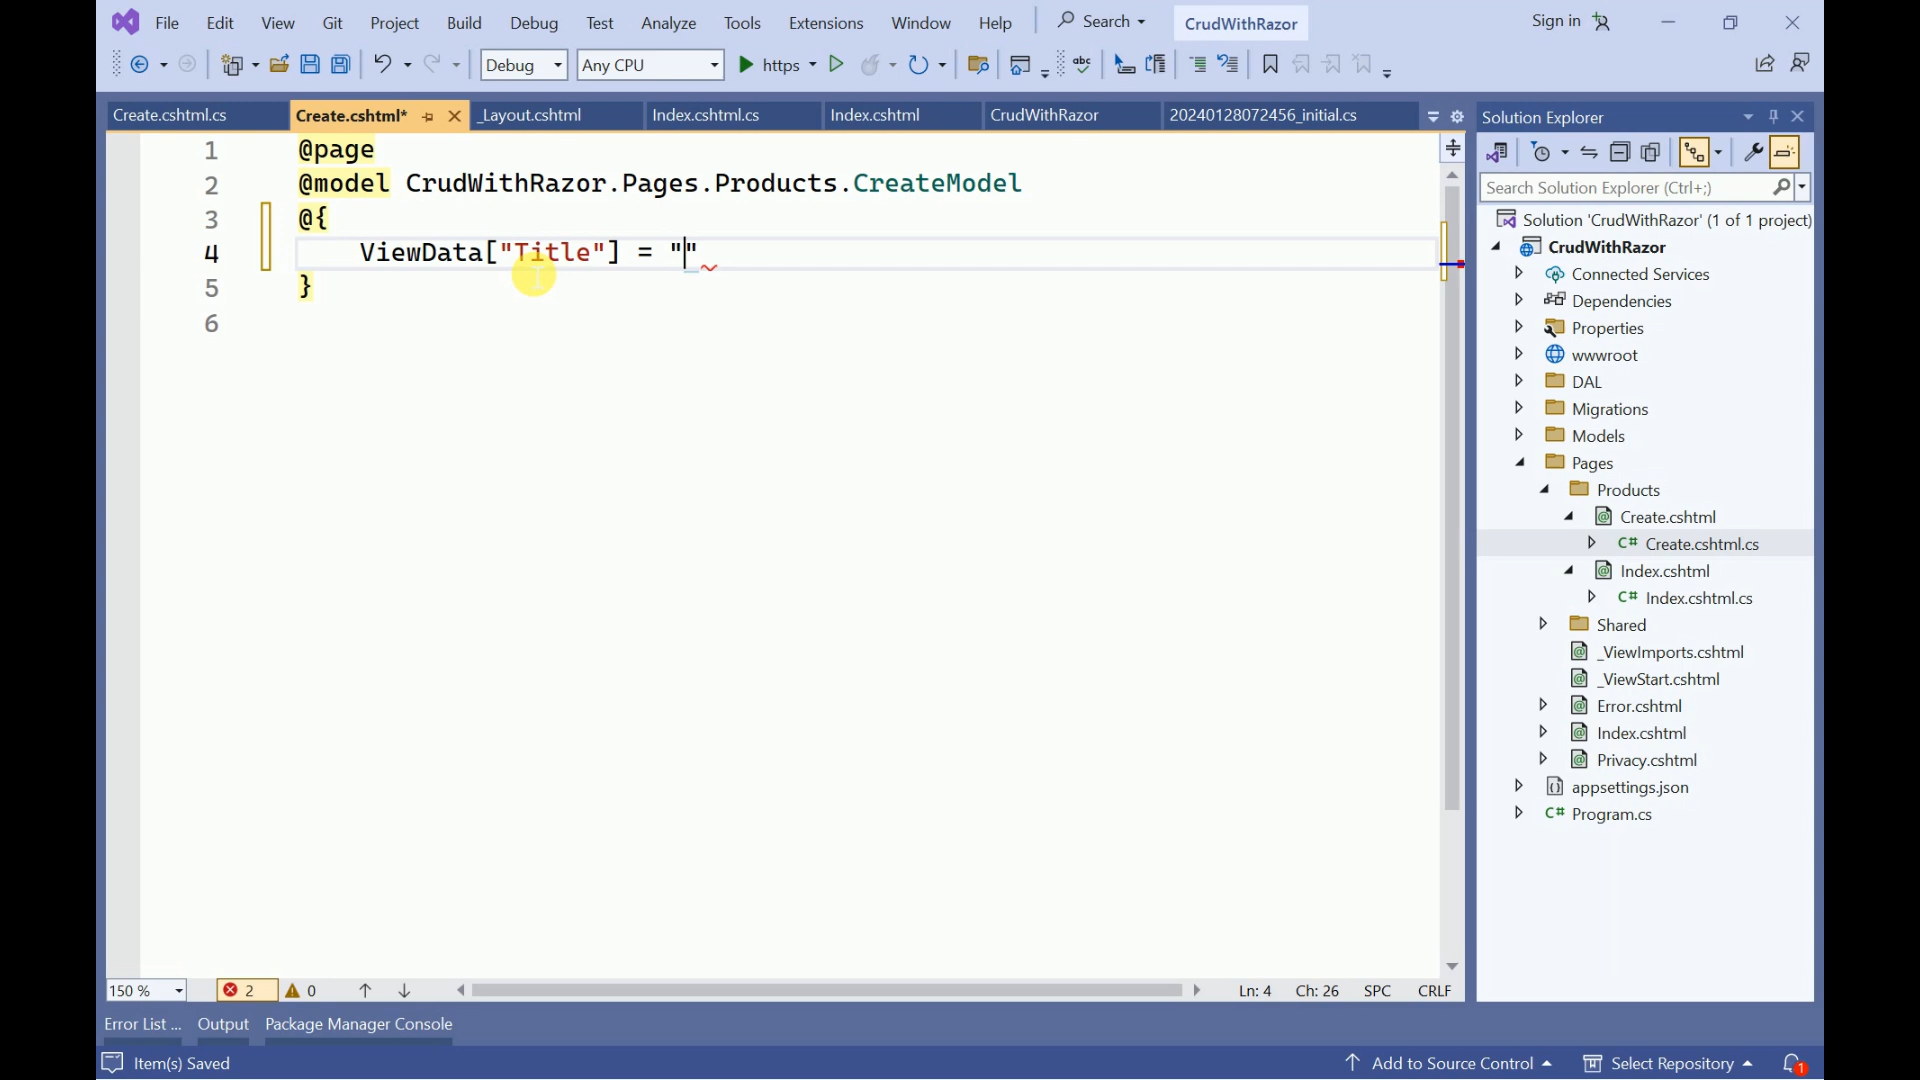 File Edit View Git Project Build Debug Test Analyze Tools Extensions Window Help Search CrudWithRazor Sign in
Debug Any CPU https abc
Create.cshtml.cs Create.cshtml* _Layout.cshtml Index.cshtml.cs Index.cshtml CrudWithRazor 20240128072456_initial.cs
1 @page
2 @model CrudWithRazor.Pages.Products.CreateModel
3 @{
4 ViewData["Title"] = ""
5 }
6
150 % 2 0 Ln: 4 Ch: 26 SPC CRLF
Solution Explorer
Search Solution Explorer (Ctrl+;)
Solution 'CrudWithRazor' (1 of 1 project)
CrudWithRazor
Connected Services
Dependencies
Properties
wwwroot
DAL
Migrations
Models
Pages
Products
Create.cshtml
C# Create.cshtml.cs
Index.cshtml
C# Index.cshtml.cs
Shared
_ViewImports.cshtml
_ViewStart.cshtml
Error.cshtml
Index.cshtml
Privacy.cshtml
appsettings.json
C# Program.cs
Error List ... Output Package Manager Console
Item(s) Saved Add to Source Control Select Repository 1